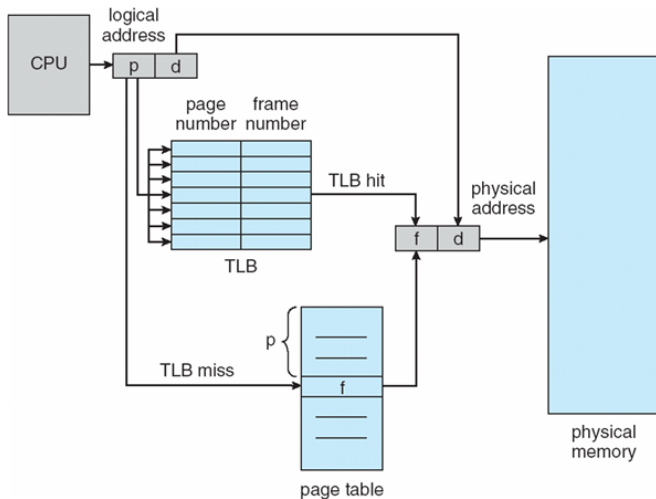 logical
address
CPU
p
d
page
number
frame
number
TLB hit
physical
address
f
d
TLB
p
TLB miss
f
page table
physical
memory